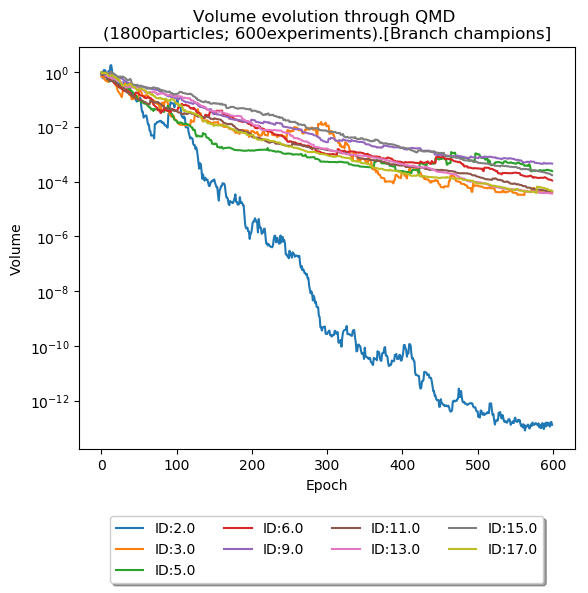 Volume evolution through QMD
(1800particles; 600experiments).[Branch champions]
Volume
10^0
10^-2
10^-4
10^-6
10^-8
10^-10
10^-12
0 100 200 300 400 500 600
Epoch
ID:2.0 ID:6.0 ID:11.0 ID:15.0
ID:3.0 ID:9.0 ID:13.0 ID:17.0
ID:5.0